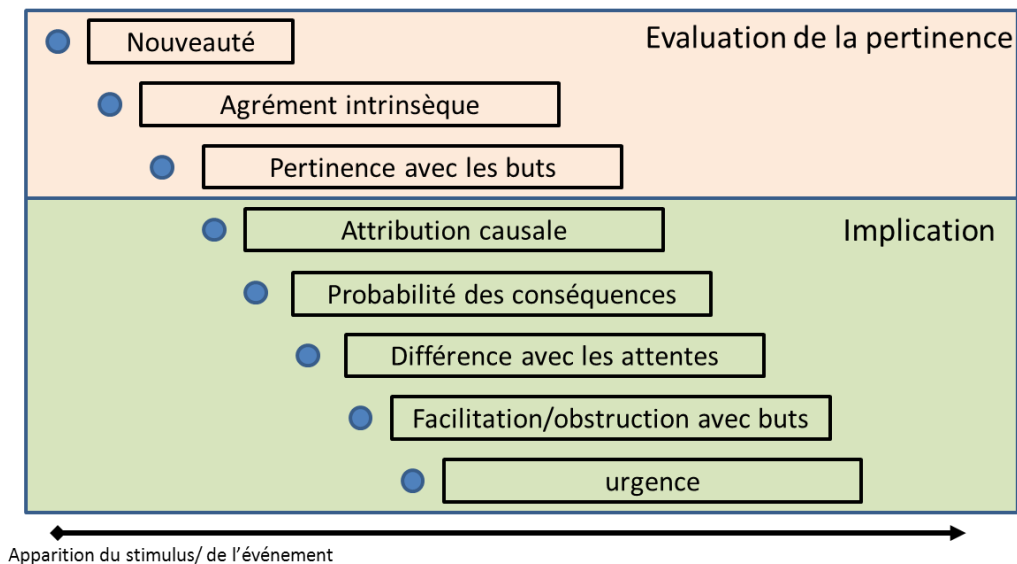 Nouveauté
Evaluation de la pertinence
Agrément intrinsèque
Pertinence avec les buts
Attribution causale
Implication
Probabilité des conséquences
Différence avec les attentes
Facilitation/obstruction avec buts
urgence
Apparition du stimulus/ de l'événement